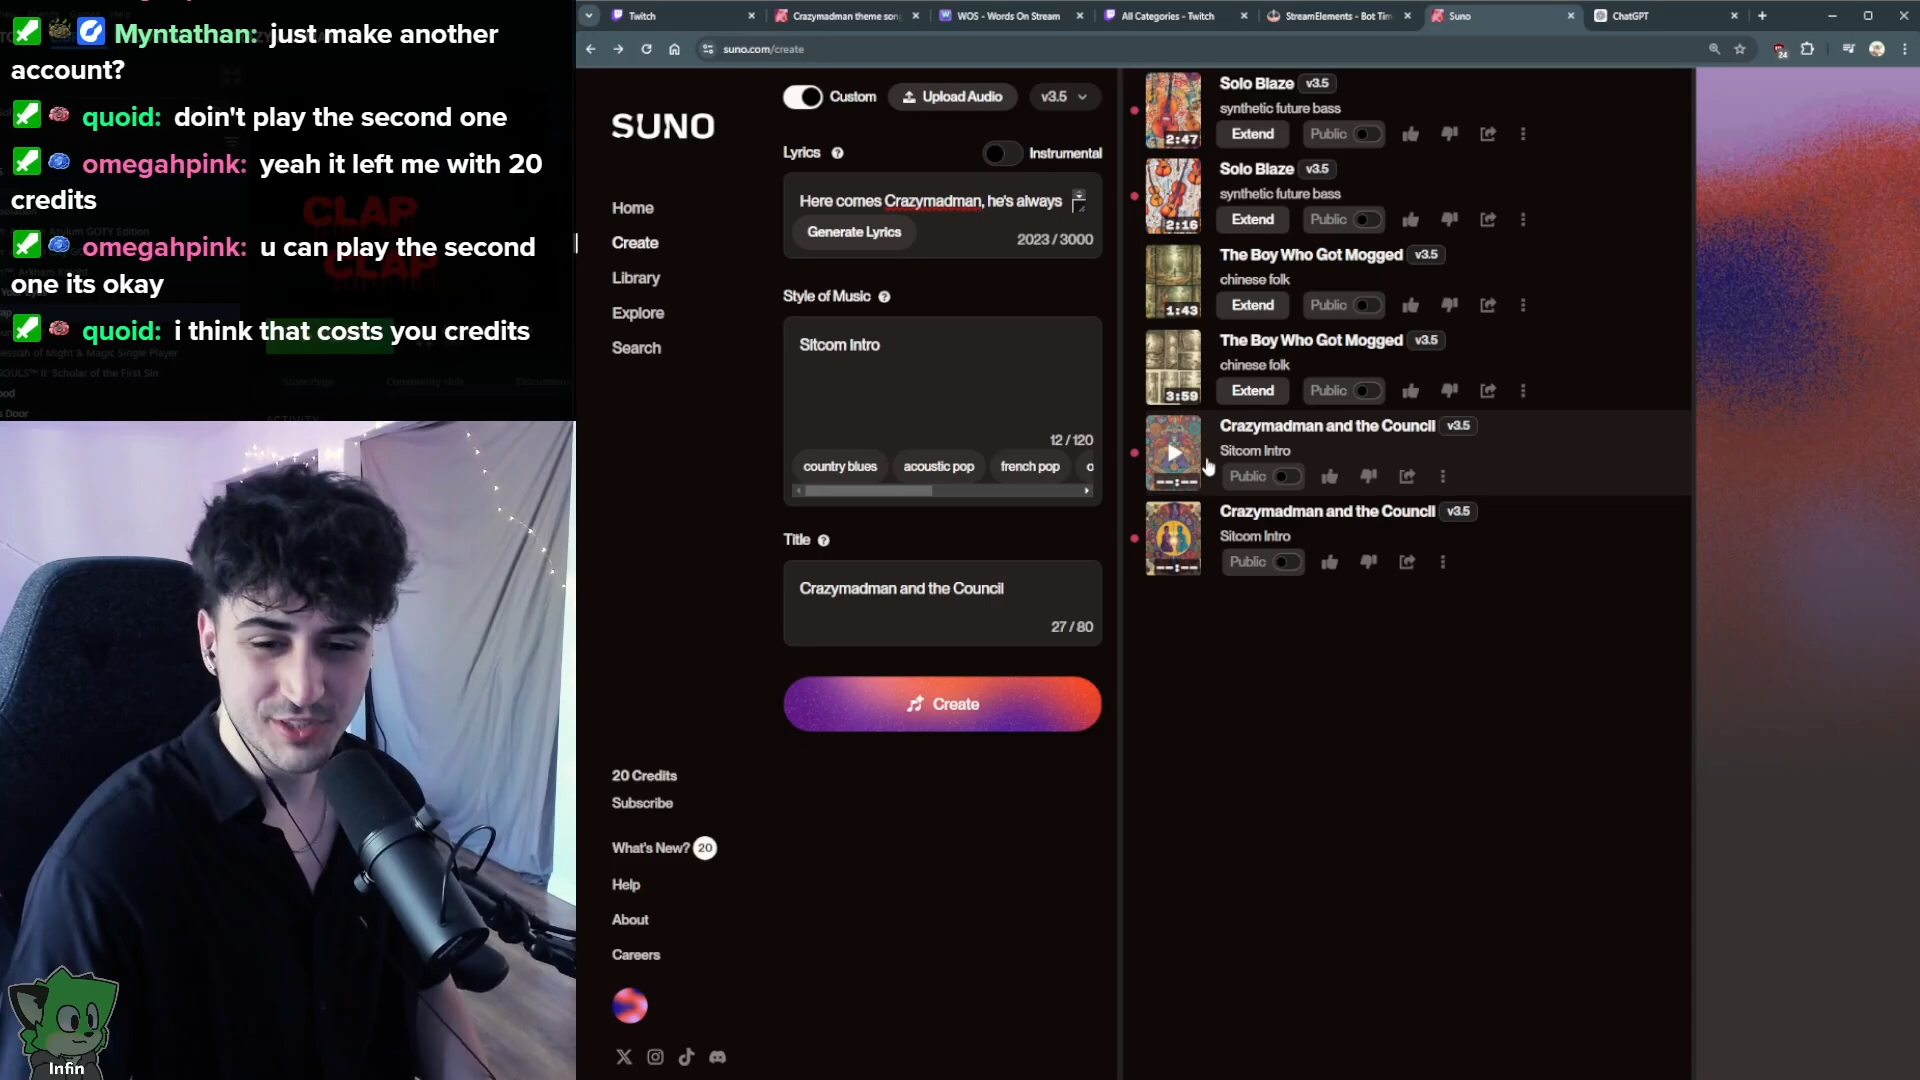 Myntathan: just make another
account?
quoid: doin't play the second one
omegahpink: yeah it left me with 20
credits
omegahpink: u can play the second
one its okay
quoid: i think that costs you credits
CLAP
CLAP
Infin
Twitch
Crazymadman theme son
WOS - Words On Stream
All Categories - Twitch
StreamElements - Bot Tim
Suno
ChatGPT
suno.com/create
24
SUNO
Home
Create
Library
Explore
Search
20 Credits
Subscribe
What's New? 20
Help
About
Careers
Custom
Upload Audio
v3.5
Lyrics
Instrumental
Here comes Crazymadman, he's always
Generate Lyrics
2023 / 3000
Style of Music
Sitcom Intro
12 / 120
country blues
acoustic pop
french pop
Title
Crazymadman and the Council
27 / 80
Create
Solo Blaze v3.5
synthetic future bass
2:47
Extend
Public
Solo Blaze v3.5
synthetic future bass
2:16
Extend
Public
The Boy Who Got Mogged v3.5
chinese folk
1:43
Extend
Public
The Boy Who Got Mogged v3.5
chinese folk
3:59
Extend
Public
Crazymadman and the Council v3.5
Sitcom Intro
--:--
Public
Crazymadman and the Council v3.5
Sitcom Intro
--:--
Public